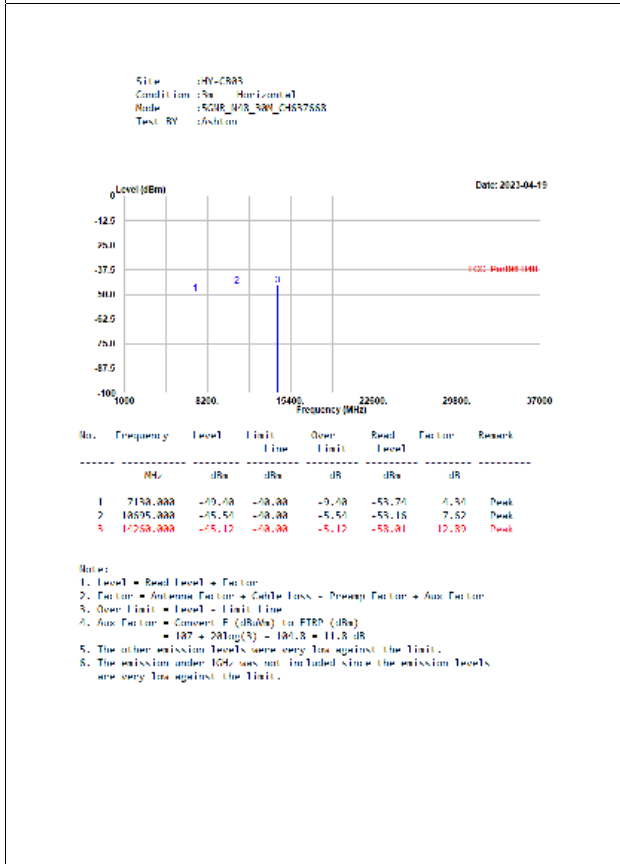 Site :HY-CB03
Condition :3m Horizontal
Mode :5GNR_N48_30M_CH637668
Test BY :Ashton
Level (dBm)
Date: 2023-04-19
0
-12.5
-25.0
-37.5
-50.0
-62.5
-75.0
-87.5
-100
1 2 3
1000 8200. 15400. 22600. 29800. 37000
Frequency (MHz)
No. Frequency Level Limit Over Read Factor Remark
Line Limit Level
MHz dBm dBm dB dBm dB
1 7130.000 -49.40 -40.00 -9.40 -53.74 4.34 Peak
2 10695.000 -45.54 -40.00 -5.54 -53.16 7.62 Peak
3 14260.000 -45.12 -40.00 -5.12 -58.01 12.89 Peak
Note:
1. Level = Read Level + Factor
2. Factor = Antenna Factor + Cable Loss - Preamp Factor + Aux Factor
3. Over Limit = Level - Limit Line
4. Aux Factor = Convert E (dBuVm) to EIRP (dBm)
= 107 + 20log(3) - 104.8 = 11.8 dB
5. The other emission levels were very low against the limit.
6. The emission under 1GHz was not included since the emission levels
are very low against the limit.